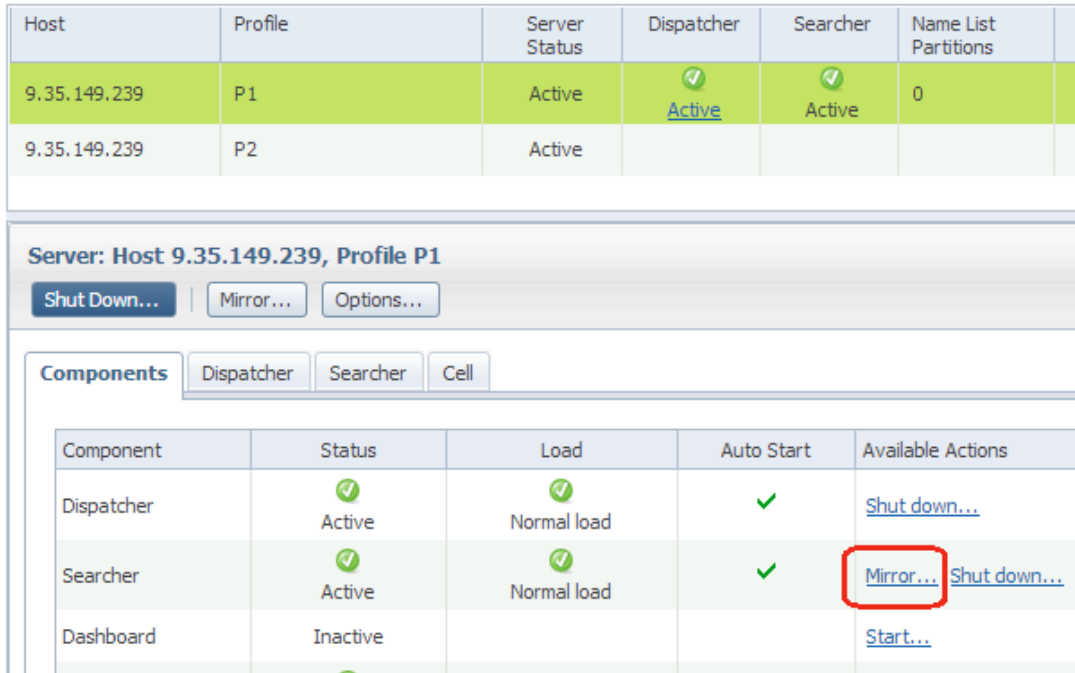 Host Profile Server Status Dispatcher Searcher Name List Partitions
9.35.149.239 P1 Active Active Active 0
9.35.149.239 P2 Active
Server: Host 9.35.149.239, Profile P1
Shut Down... Mirror... Options...
Components Dispatcher Searcher Cell
Component Status Load Auto Start Available Actions
Dispatcher Active Normal load Shut down...
Searcher Active Normal load Mirror... Shut down...
Dashboard Inactive Start...